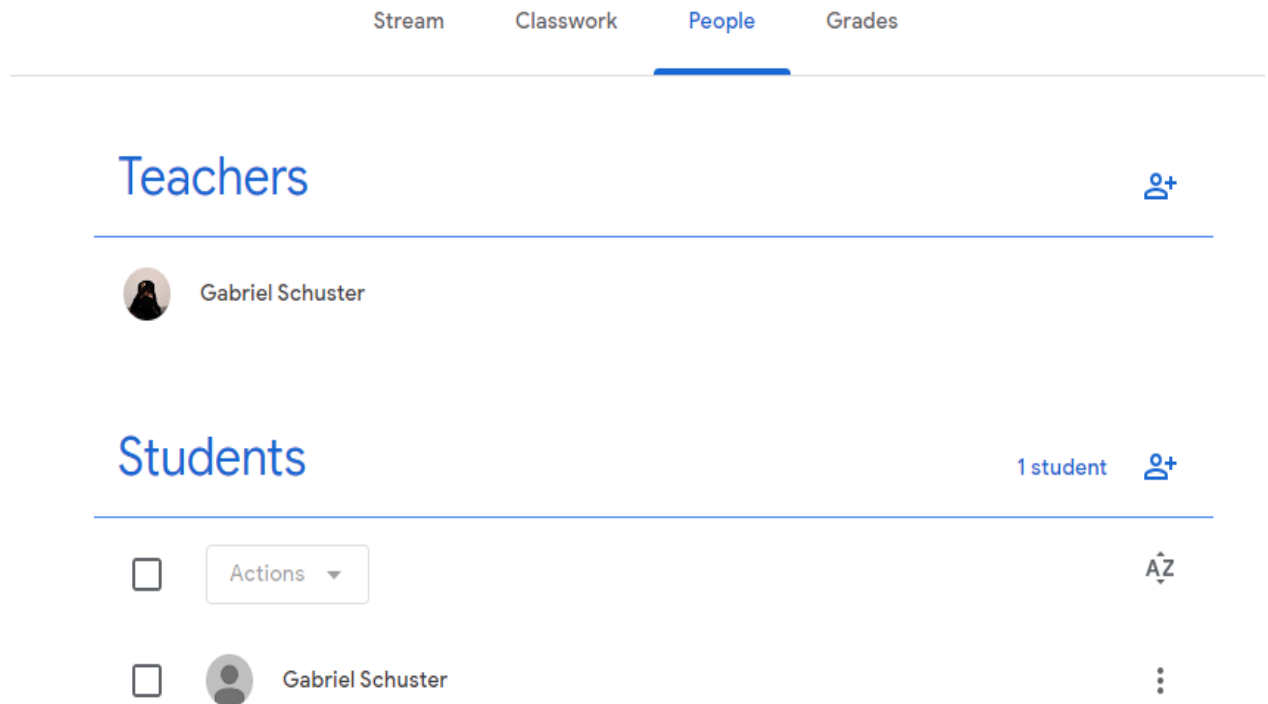 Stream Classwork People Grades
Teachers
Gabriel Schuster
Students 1 student
Actions
AZ
Gabriel Schuster